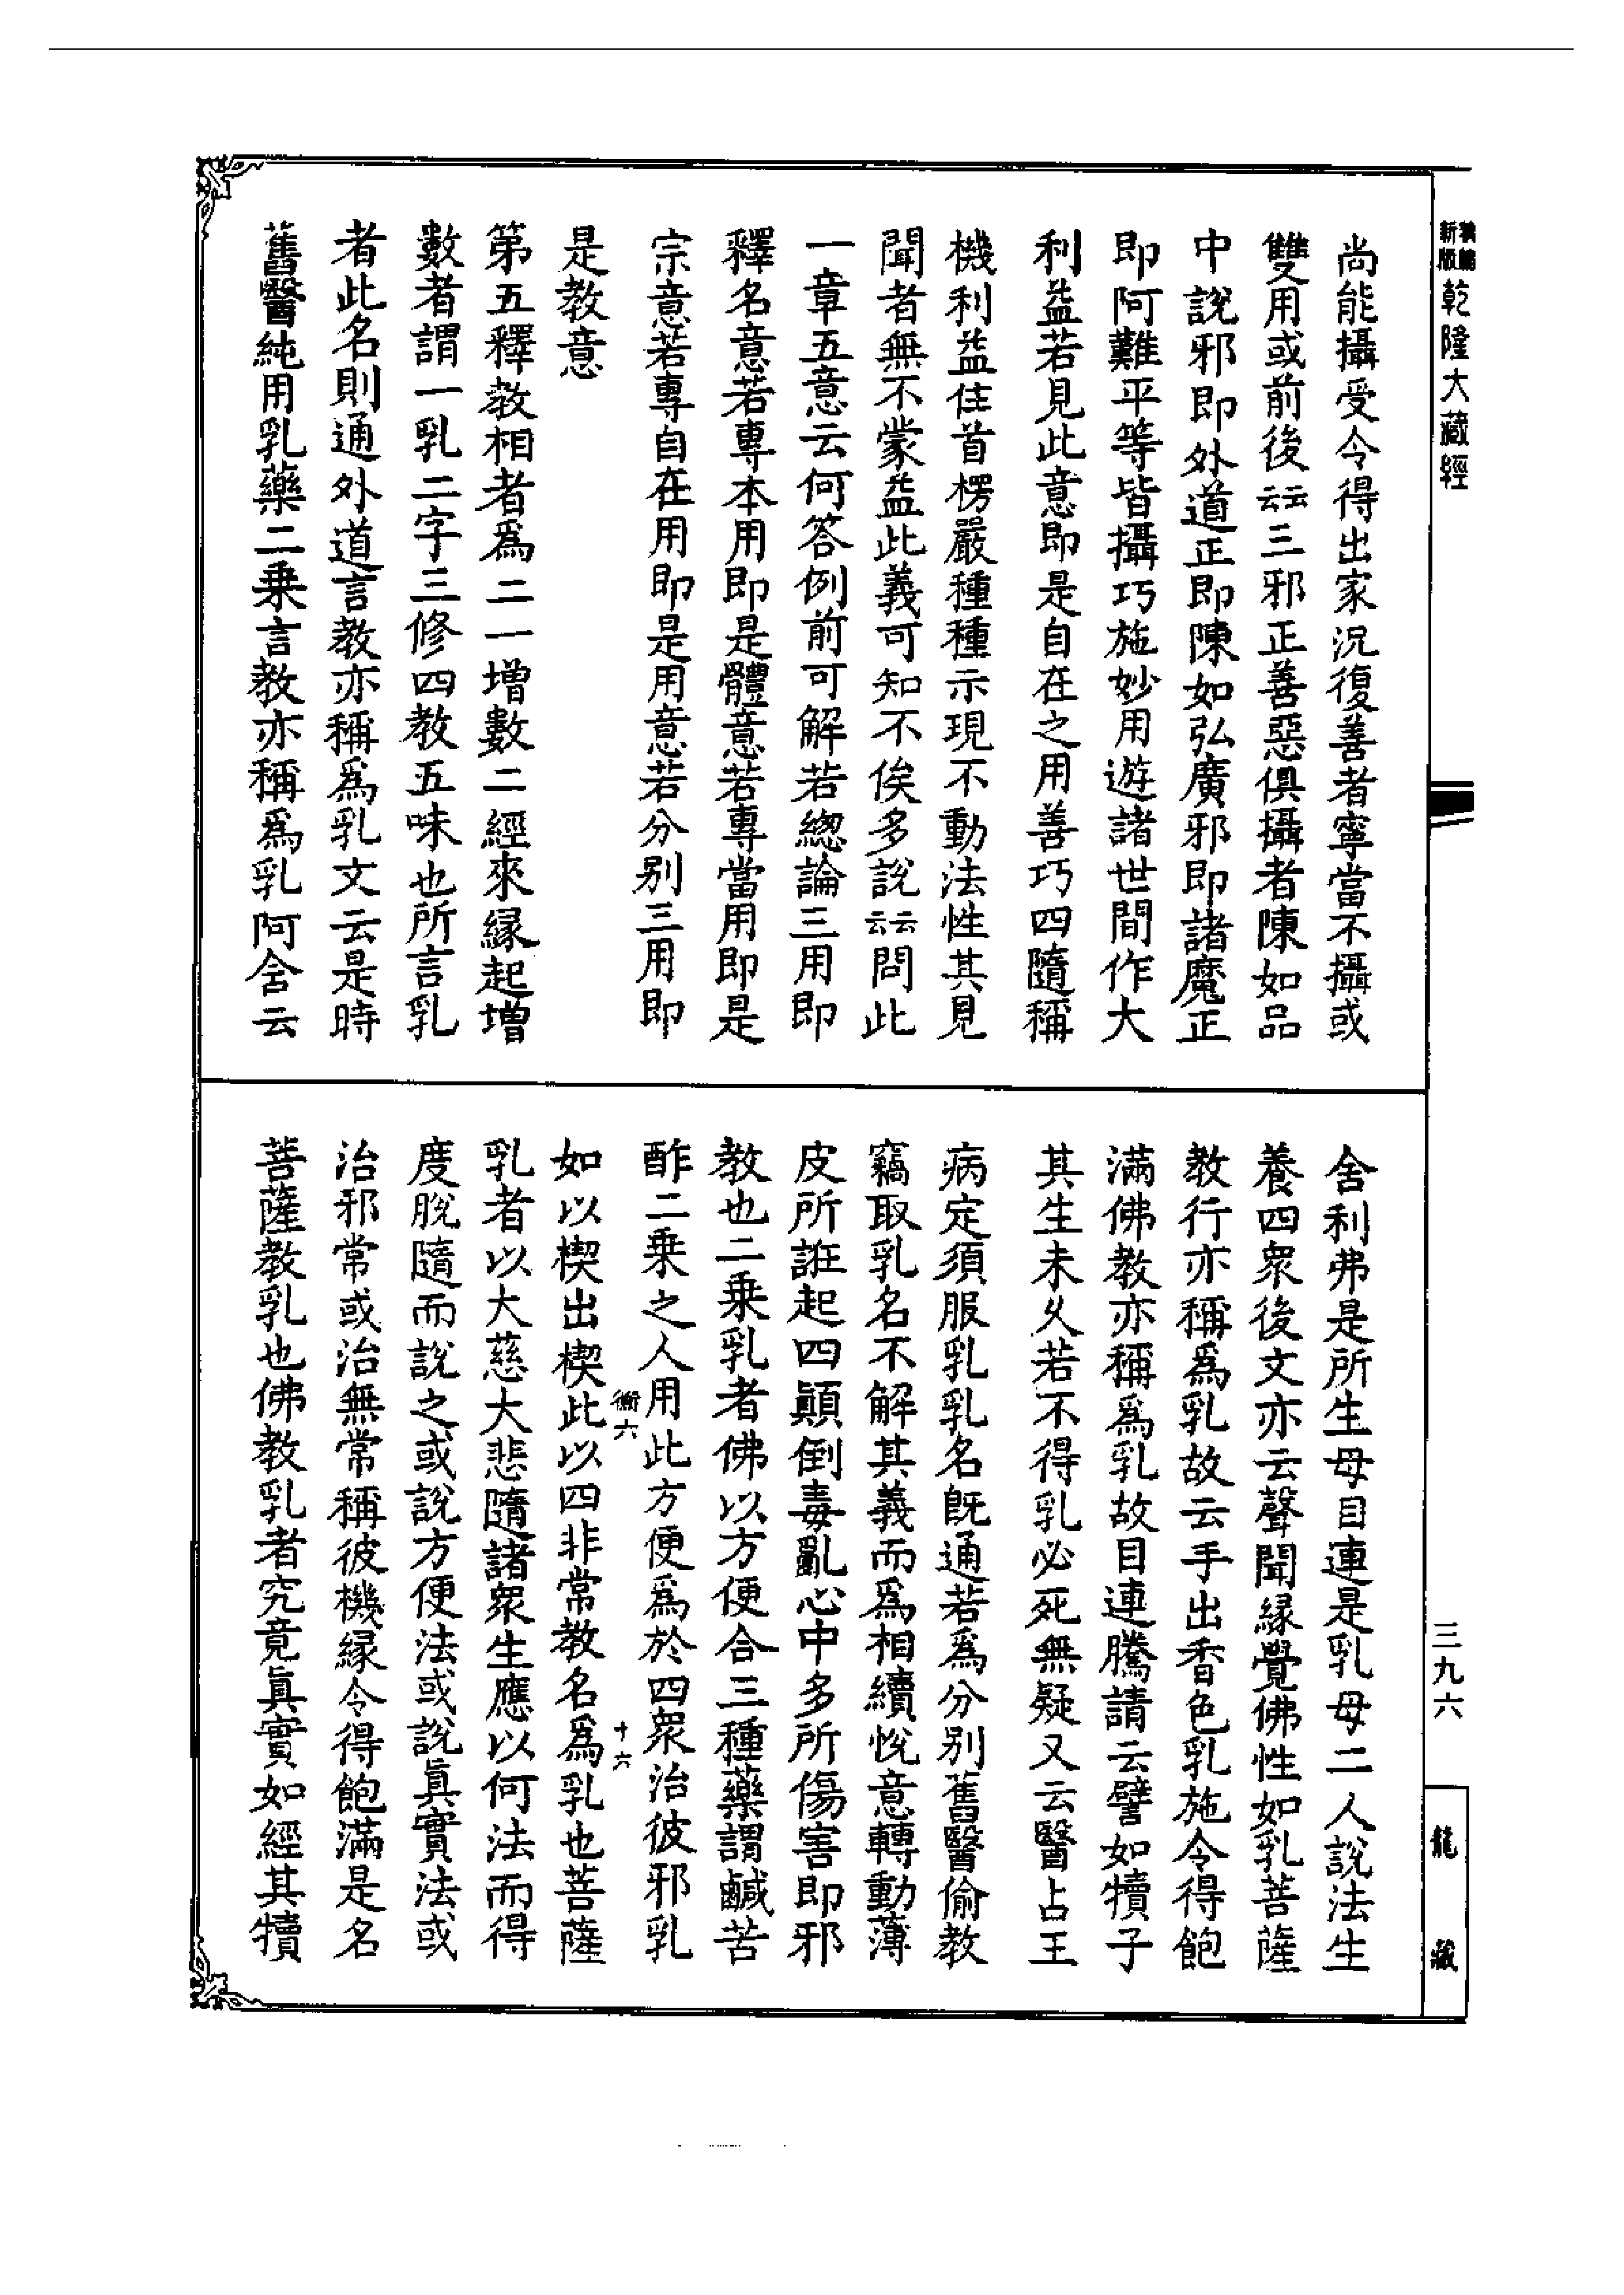 新版
乾隆大藏經
尚能攝受令得出家況復善者寧當不攝或
雙用或前後云云三邪正善惡俱攝者陳如品
中說邪即外道正即陳如弘廣邪即諸魔正
即阿難平等皆攝巧施妙用遊諸世間作大
利益若見此意即是自在之用善巧四隨稱
機利益住首楞嚴種種示現不動法性其見
聞者無不蒙益此義可知不俟多說云云問此
一章五意云何答例前可解若總論三用即
釋名意若專本用即是體意若專當用即是
宗意若專自在用即是用意若分別三用即
是教意
第五釋教相者為二一增數二經來緣起增
數者謂一乳二字三修四教五味也所言乳
者此名則通外道言教亦稱為乳文云是時
舊醫純用乳藥二乘言教亦稱為乳阿含云
舍利弗是所生母目連是乳母二人說法生
養四眾後文亦云聲聞緣覺佛性如乳菩薩
教行亦稱為乳故云手出香色乳施令得飽
滿佛教亦稱為乳故目連騰請云譬如犢子
其生未久若不得乳必死無疑又云醫占王
病定須服乳乳名既通若為分別舊醫偷教
竊取乳名不解其義而為相續悅意轉動薄
皮所誑起四顛倒毒亂心中多所傷害即邪
教也二乘乳者佛以方便合三種藥謂鹹苦
酢二乘之人用此方便為於四眾治彼邪乳
如以楔出楔此以四非常教名為乳也菩薩
乳者以大慈大悲隨諸眾生應以何法而得
度脫隨而說之或說方便法或說真實法或
治邪常或治無常稱彼機緣令得飽滿是名
菩薩教乳也佛教乳者究竟真實如經其犢
六
十六
三九六
龍藏